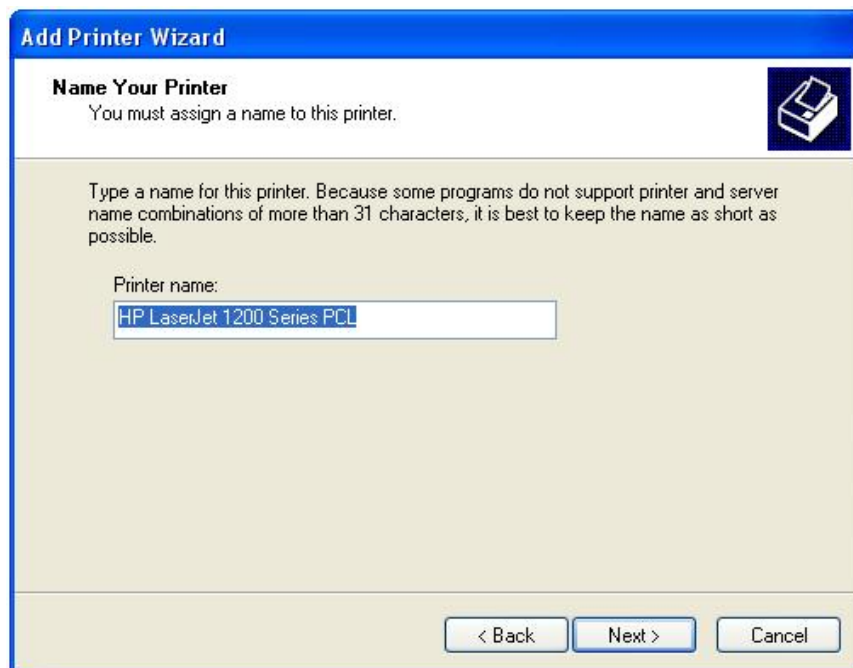 Add Printer Wizard
Name Your Printer
You must assign a name to this printer.
Type a name for this printer. Because some programs do not support printer and server
name combinations of more than 31 characters, it is best to keep the name as short as
possible.
Printer name:
HP LaserJet 1200 Series PCL
< Back
Next >
Cancel